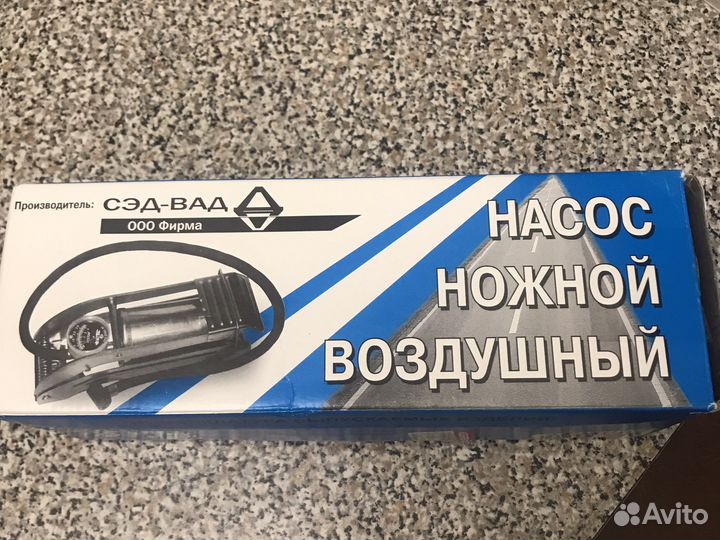 Производитель: СЭД-ВАД
ООО Фирма
НАСОС
НОЖНОЙ
ВОЗДУШНЫЙ
Avito